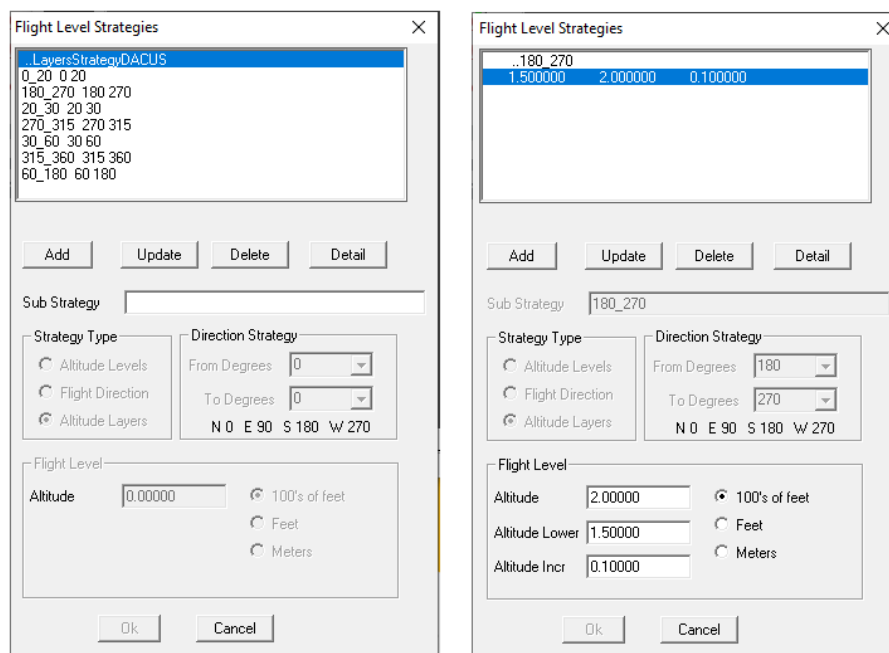 Flight Level Strategies
..LayersStrategyDACUS
0_20 0 20
180_270 180 270
20_30 20 30
270_315 270 315
30_60 30 60
315_360 315 360
60_180 60 180
Add Update Delete Detail
Sub Strategy
Strategy Type
Altitude Levels
Flight Direction
Altitude Layers
Direction Strategy
From Degrees 0
To Degrees 0
N 0 E 90 S 180 W 270
Flight Level
Altitude 0.00000
100's of feet
Feet
Meters
Ok Cancel
Flight Level Strategies
..180_270
1.500000 2.000000 0.100000
Add Update Delete Detail
Sub Strategy 180_270
Strategy Type
Altitude Levels
Flight Direction
Altitude Layers
Direction Strategy
From Degrees 180
To Degrees 270
N 0 E 90 S 180 W 270
Flight Level
Altitude 2.00000
Altitude Lower 1.50000
Altitude Incr 0.10000
100's of feet
Feet
Meters
Ok Cancel